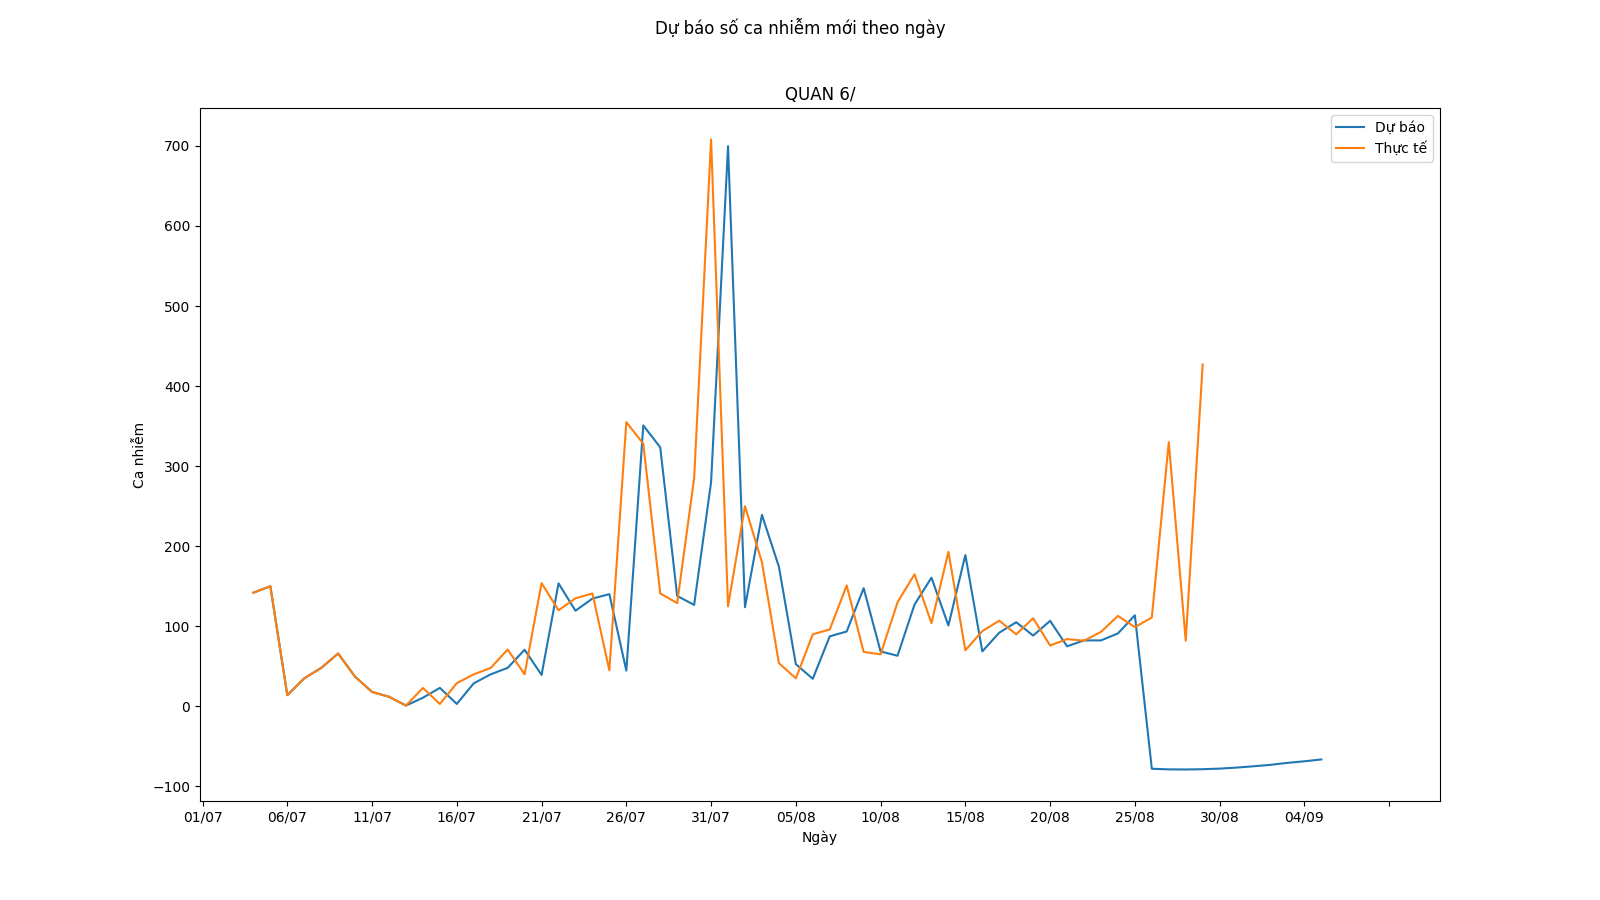 Dự báo số ca nhiễm mới theo ngày
QUAN 6/
Dự báo
Thực tế
700
600
500
400
300
200
100
0
−100
Ca nhiễm
01/07 06/07 11/07 16/07 21/07 26/07 31/07 05/08 10/08 15/08 20/08 25/08 30/08 04/09
Ngày